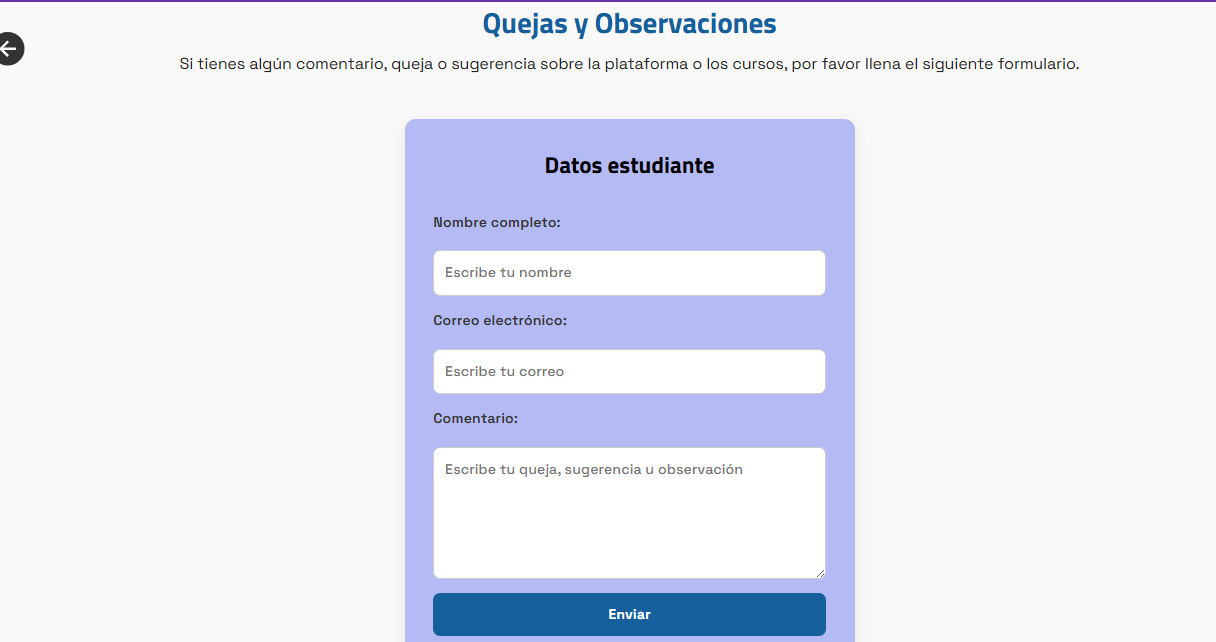 Quejas y Observaciones
Si tienes algún comentario, queja o sugerencia sobre la plataforma o los cursos, por favor llena el siguiente formulario.
Datos estudiante
Nombre completo:
Escribe tu nombre
Correo electrónico:
Escribe tu correo
Comentario:
Escribe tu queja, sugerencia u observación
Enviar